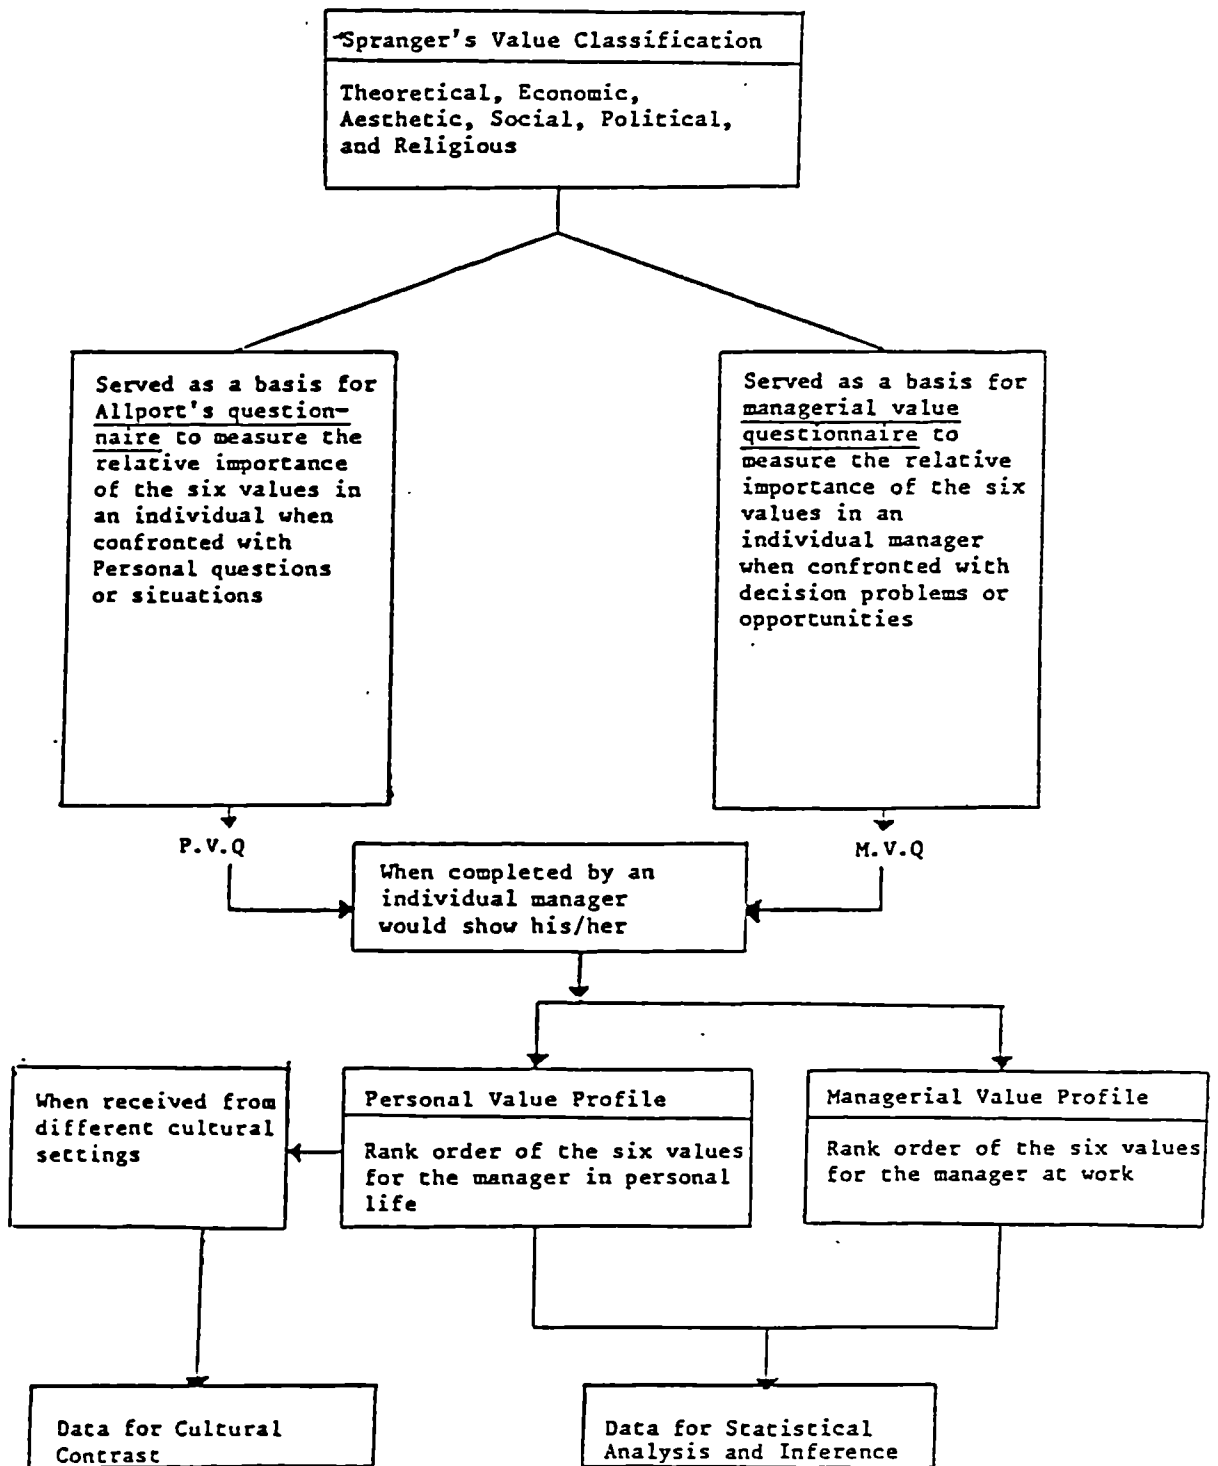 Spranger's Value Classification
Theoretical, Economic,
Aesthetic, Social, Political,
and Religious
Served as a basis for
Allport's question-
naire to measure the
relative importance
of the six values in
an individual when
confronted with
Personal questions
or situations
Served as a basis for
managerial value
questionnaire to
measure the relative
importance of the six
values in an
individual manager
when confronted with
decision problems or
opportunities
P.V.Q
M.V.Q
When completed by an
individual manager
would show his/her
When received from
different cultural
settings
Personal Value Profile
Rank order of the six values
for the manager in personal
life
Managerial Value Profile
Rank order of the six values
for the manager at work
Data for Cultural
Contrast
Data for Statistical
Analysis and Inference